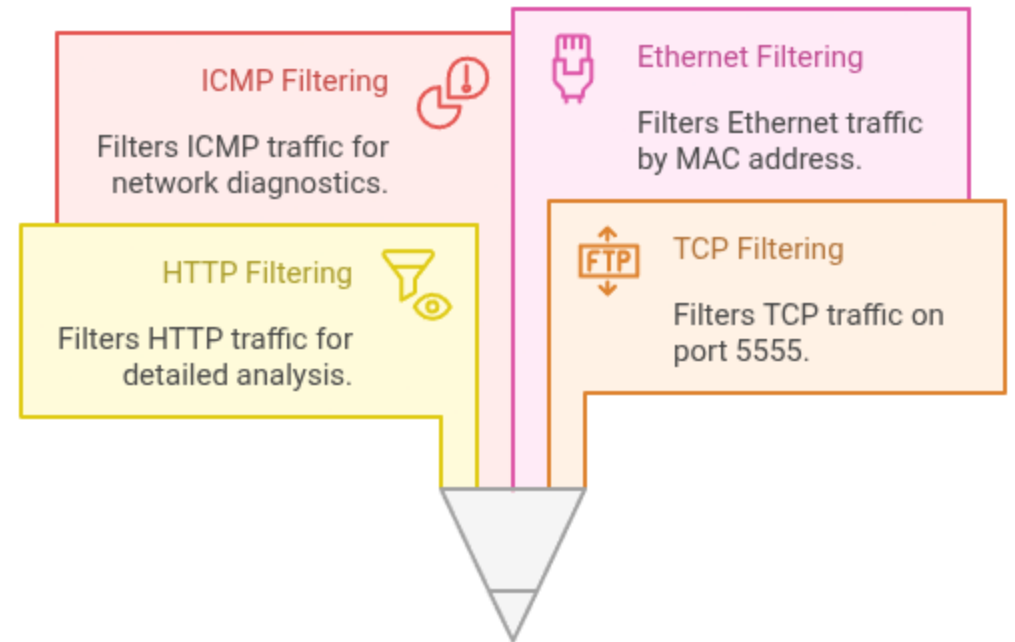 ICMP Filtering
Filters ICMP traffic for
network diagnostics.
Ethernet Filtering
Filters Ethernet traffic
by MAC address.
HTTP Filtering
Filters HTTP traffic for
detailed analysis.
FTP
TCP Filtering
Filters TCP traffic on
port 5555.